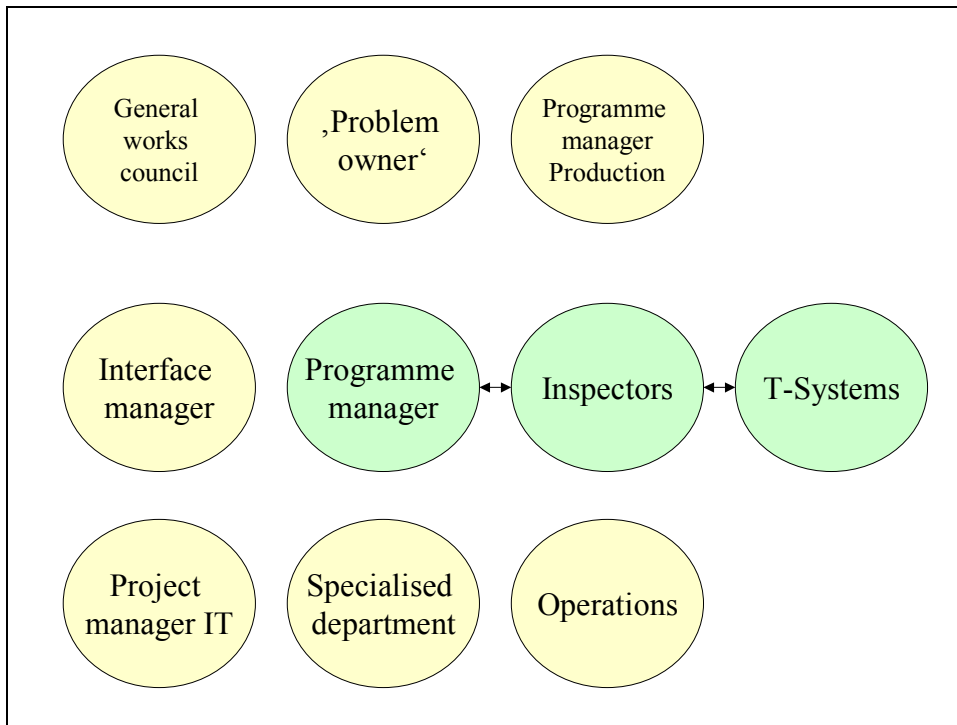 General
works
council
‚Problem
owner‘
Programme
manager
Production
Interface
manager
Programme
manager
Inspectors
T-Systems
Project
manager IT
Specialised
department
Operations